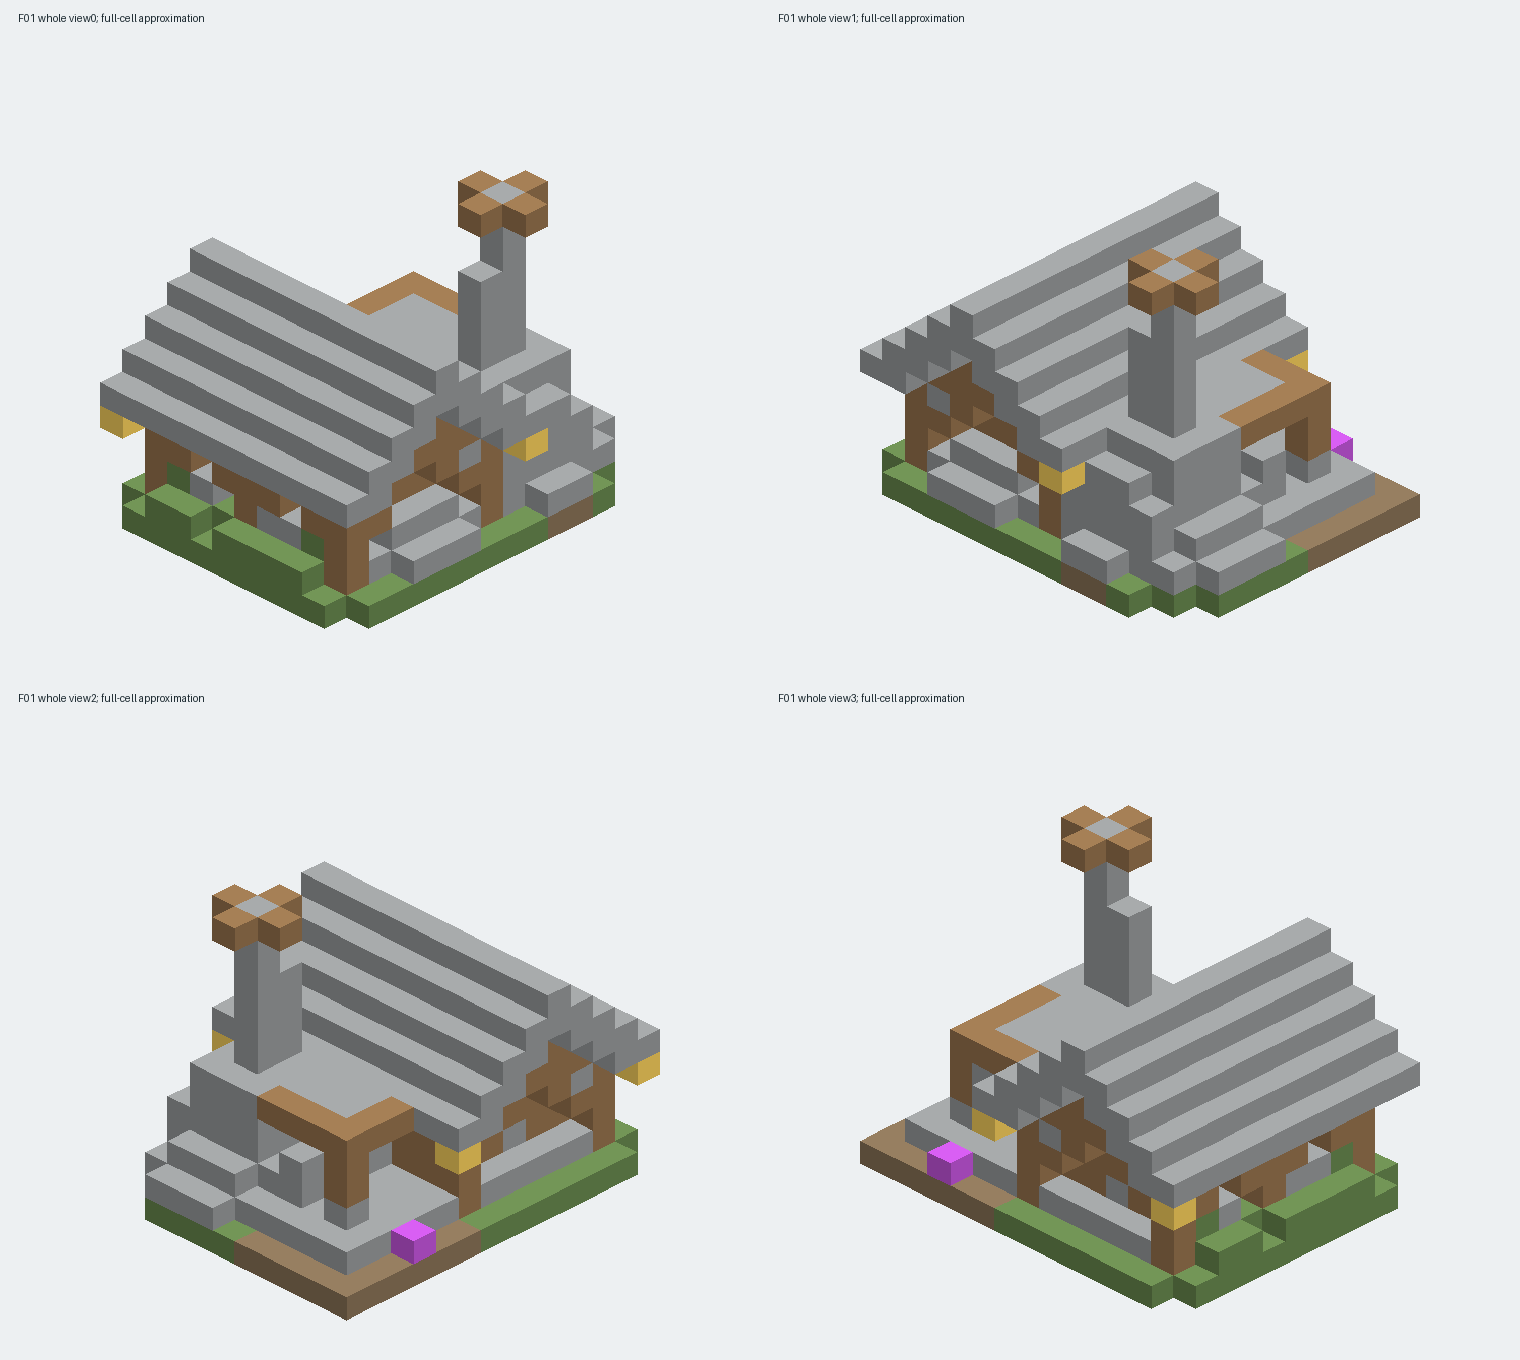 F01 whole view0; full-cell approximation
F01 whole view1; full-cell approximation
F01 whole view2; full-cell approximation
F01 whole view3; full-cell approximation